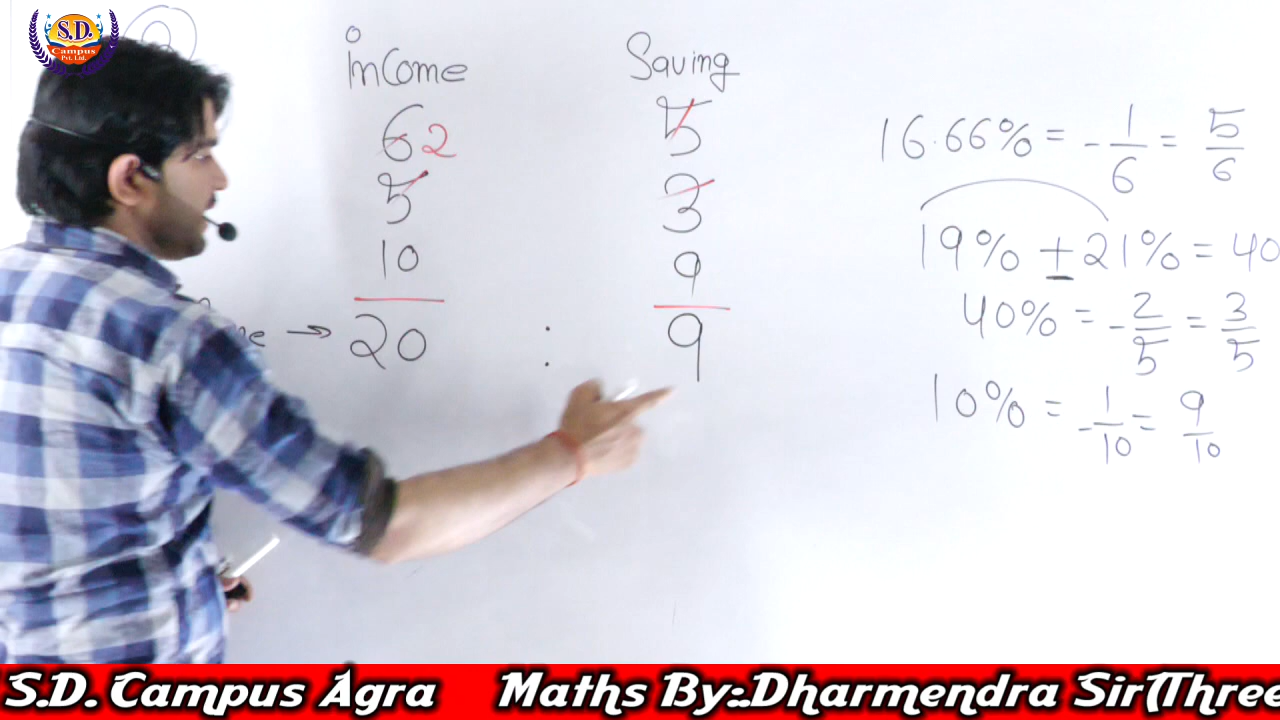 S.D.
Campus
Pvt. Ltd.
Income Saving
6 2 5
5 3
10 9
→ 20 : 9
16.66% = -1/6 = 5/6
19% + 21% = 40
40% = -2/5 = 3/5
10% = -1/10 = 9/10
S.D. Campus Agra Maths By:-Dharmendra Sir(Three